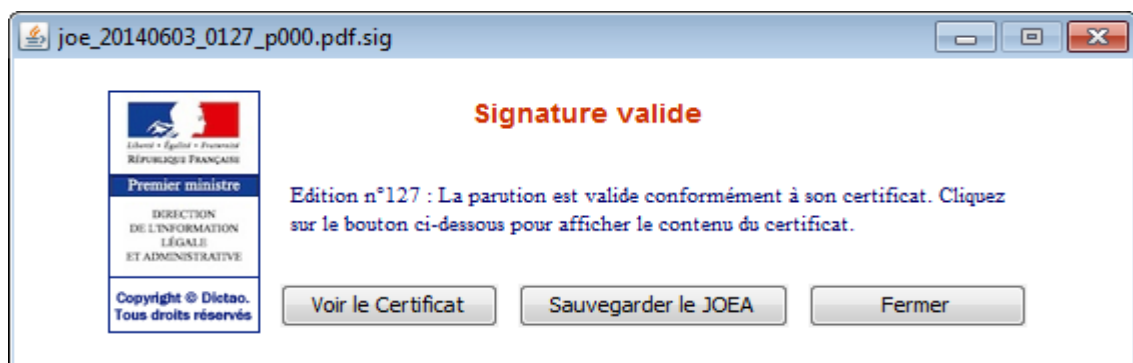 joe_20140603_0127_p000.pdf.sig
Signature valide
Liberté • Égalité • Fraternité
RÉPUBLIQUE FRANÇAISE
Premier ministre
DIRECTION
DE L'INFORMATION
LÉGALE
ET ADMINISTRATIVE
Copyright © Dictao.
Tous droits réservés
Edition n°127 : La parution est valide conformément à son certificat. Cliquez
sur le bouton ci-dessous pour afficher le contenu du certificat.
Voir le Certificat
Sauvegarder le JOEA
Fermer